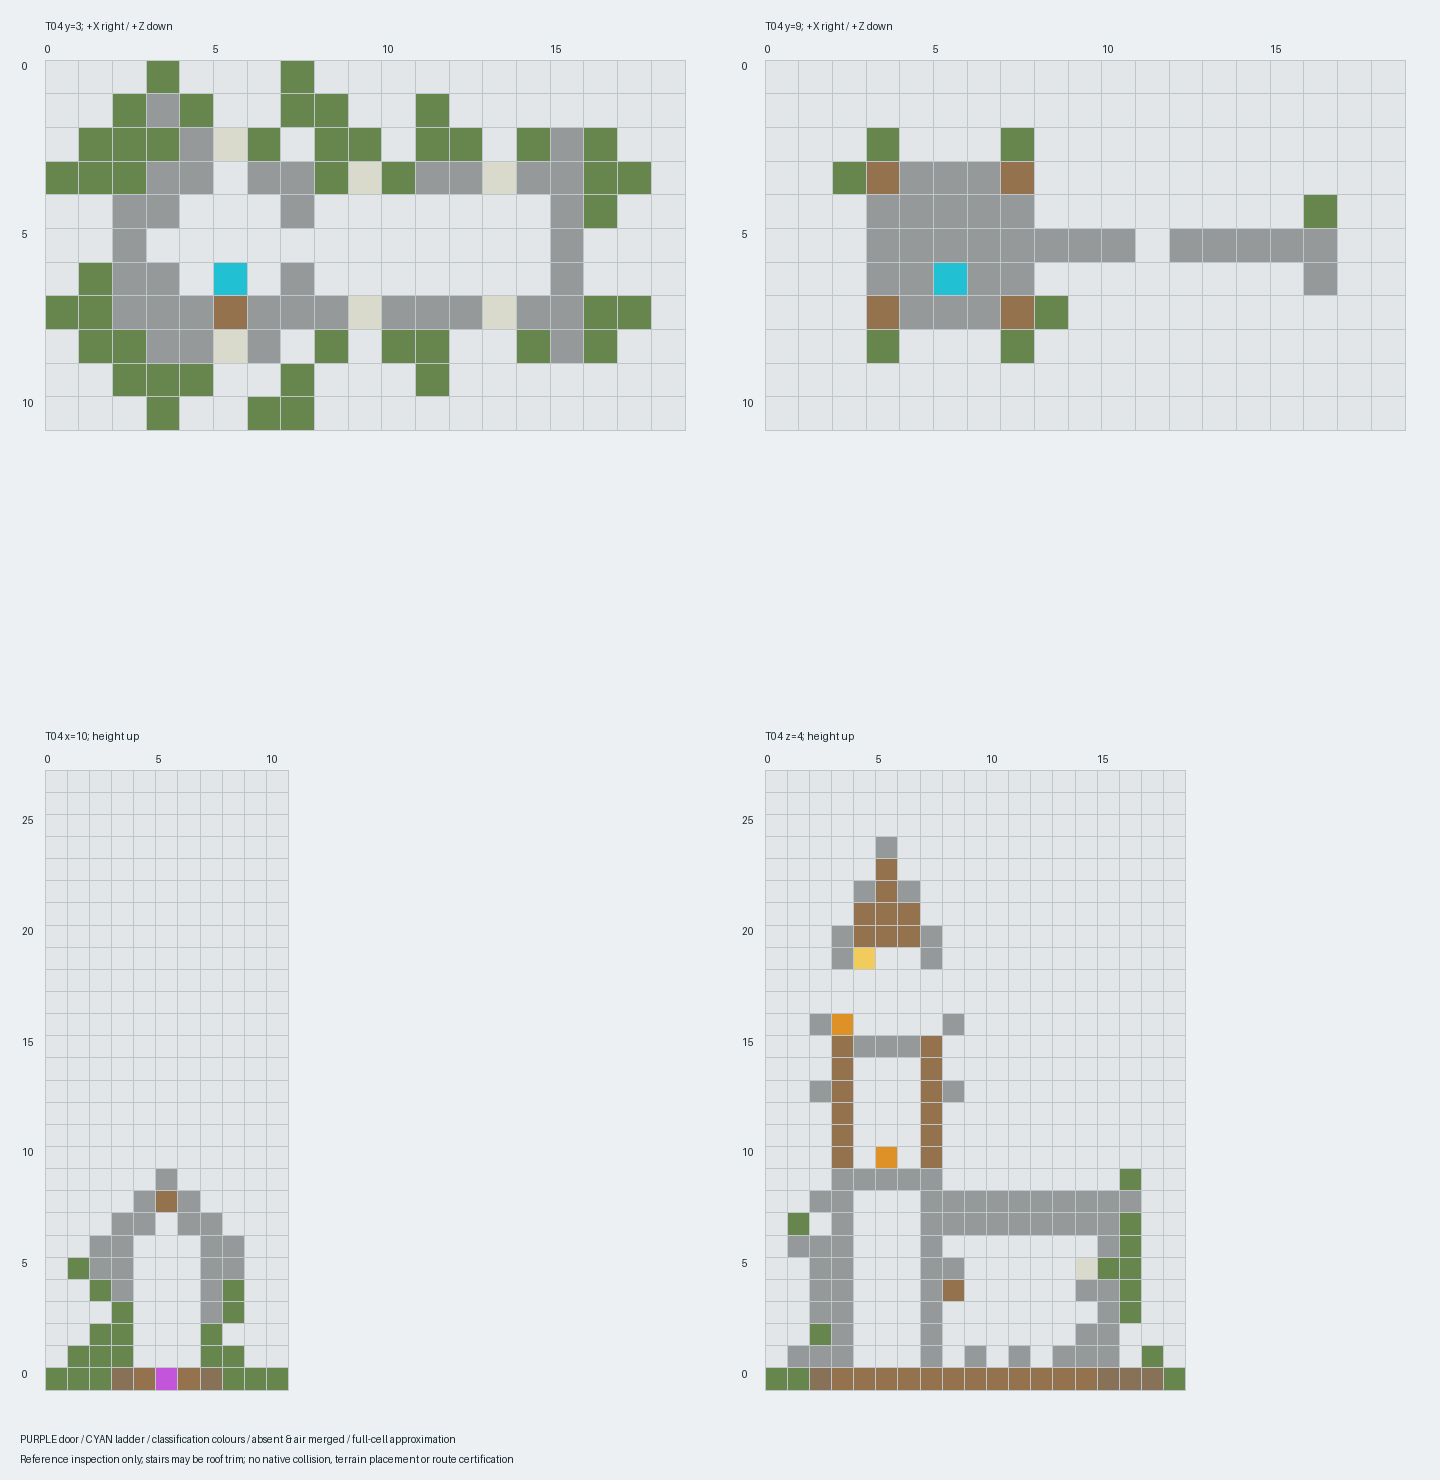 T04 y=3; +X right / +Z down
0 5 10 15
0
5
10
T04 y=9; +X right / +Z down
0 5 10 15
0
5
10
T04 x=10; height up
0 5 10
25
20
15
10
5
0
T04 z=4; height up
0 5 10 15
25
20
15
10
5
0
PURPLE door / CYAN ladder / classification colours / absent & air merged / full-cell approximation
Reference inspection only; stairs may be roof trim; no native collision, terrain placement or route certification